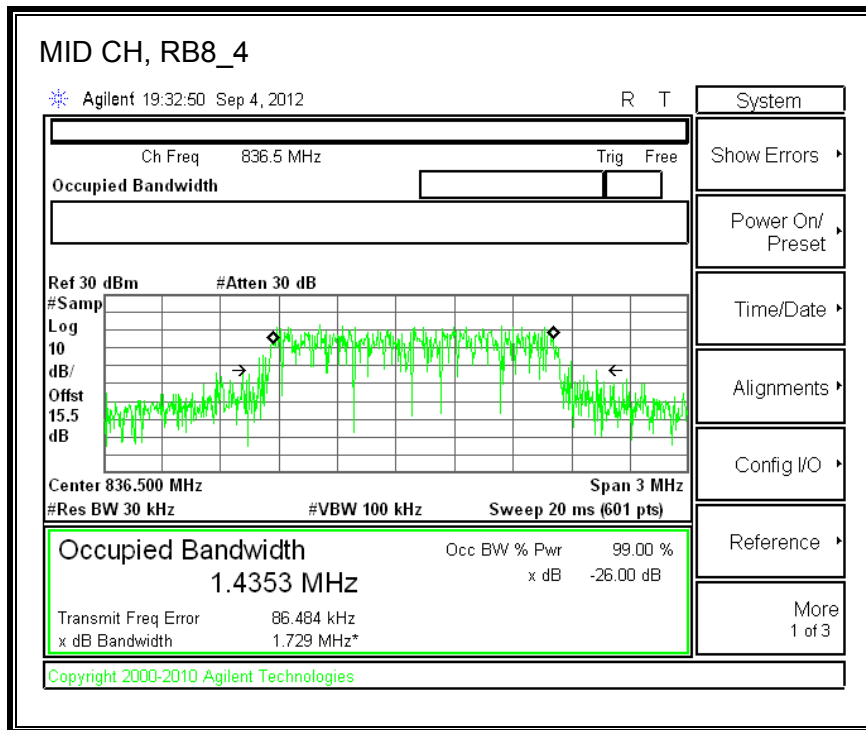 MID CH, RB8_4
Agilent 19:32:50 Sep 4, 2012 R T
System
Ch Freq 836.5 MHz Trig Free
Occupied Bandwidth
Show Errors
Power On/
Preset
Time/Date
Alignments
Config I/O
Reference
More
1 of 3
Ref 30 dBm #Atten 30 dB
#Samp
Log
10
dB/
Offst
15.5
dB
Center 836.500 MHz Span 3 MHz
#Res BW 30 kHz #VBW 100 kHz Sweep 20 ms (601 pts)
Occupied Bandwidth Occ BW % Pwr 99.00 %
1.4353 MHz x dB -26.00 dB
Transmit Freq Error 86.484 kHz
x dB Bandwidth 1.729 MHz*
Copyright 2000-2010 Agilent Technologies